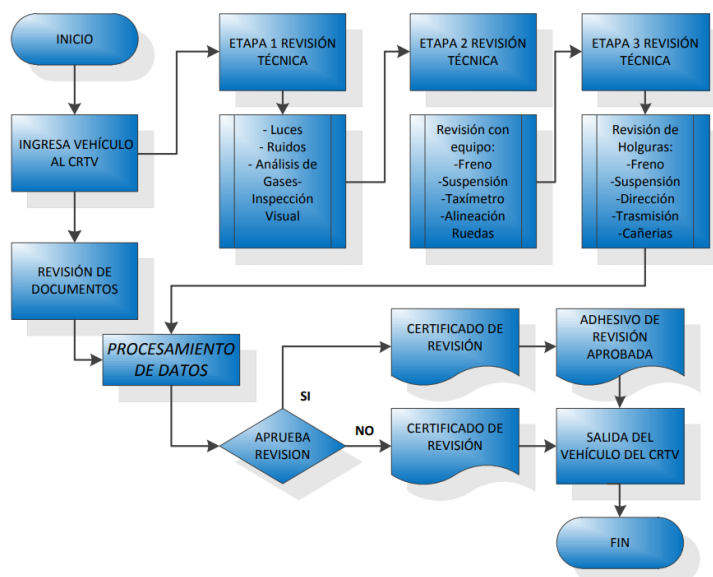 INICIO
ETAPA 1 REVISIÓN
TÉCNICA
ETAPA 2 REVISIÓN
TÉCNICA
ETAPA 3 REVISIÓN
TÉCNICA
INGRESA VEHÍCULO
AL CRTV
- Luces
- Ruidos
- Análisis de
Gases-
Inspección
Visual
Revisión con
equipo:
-Freno
-Suspensión
-Taxímetro
-Alineación
Ruedas
Revisión de
Holguras:
-Freno
-Suspensión
-Dirección
-Trasmisión
-Cañerias
REVISIÓN DE
DOCUMENTOS
PROCESAMIENTO
DE DATOS
SI
CERTIFICADO DE
REVISIÓN
ADHESIVO DE
REVISIÓN
APROBADA
APRUEBA
REVISION
NO
CERTIFICADO DE
REVISIÓN
SALIDA DEL
VEHÍCULO DEL CRTV
FIN